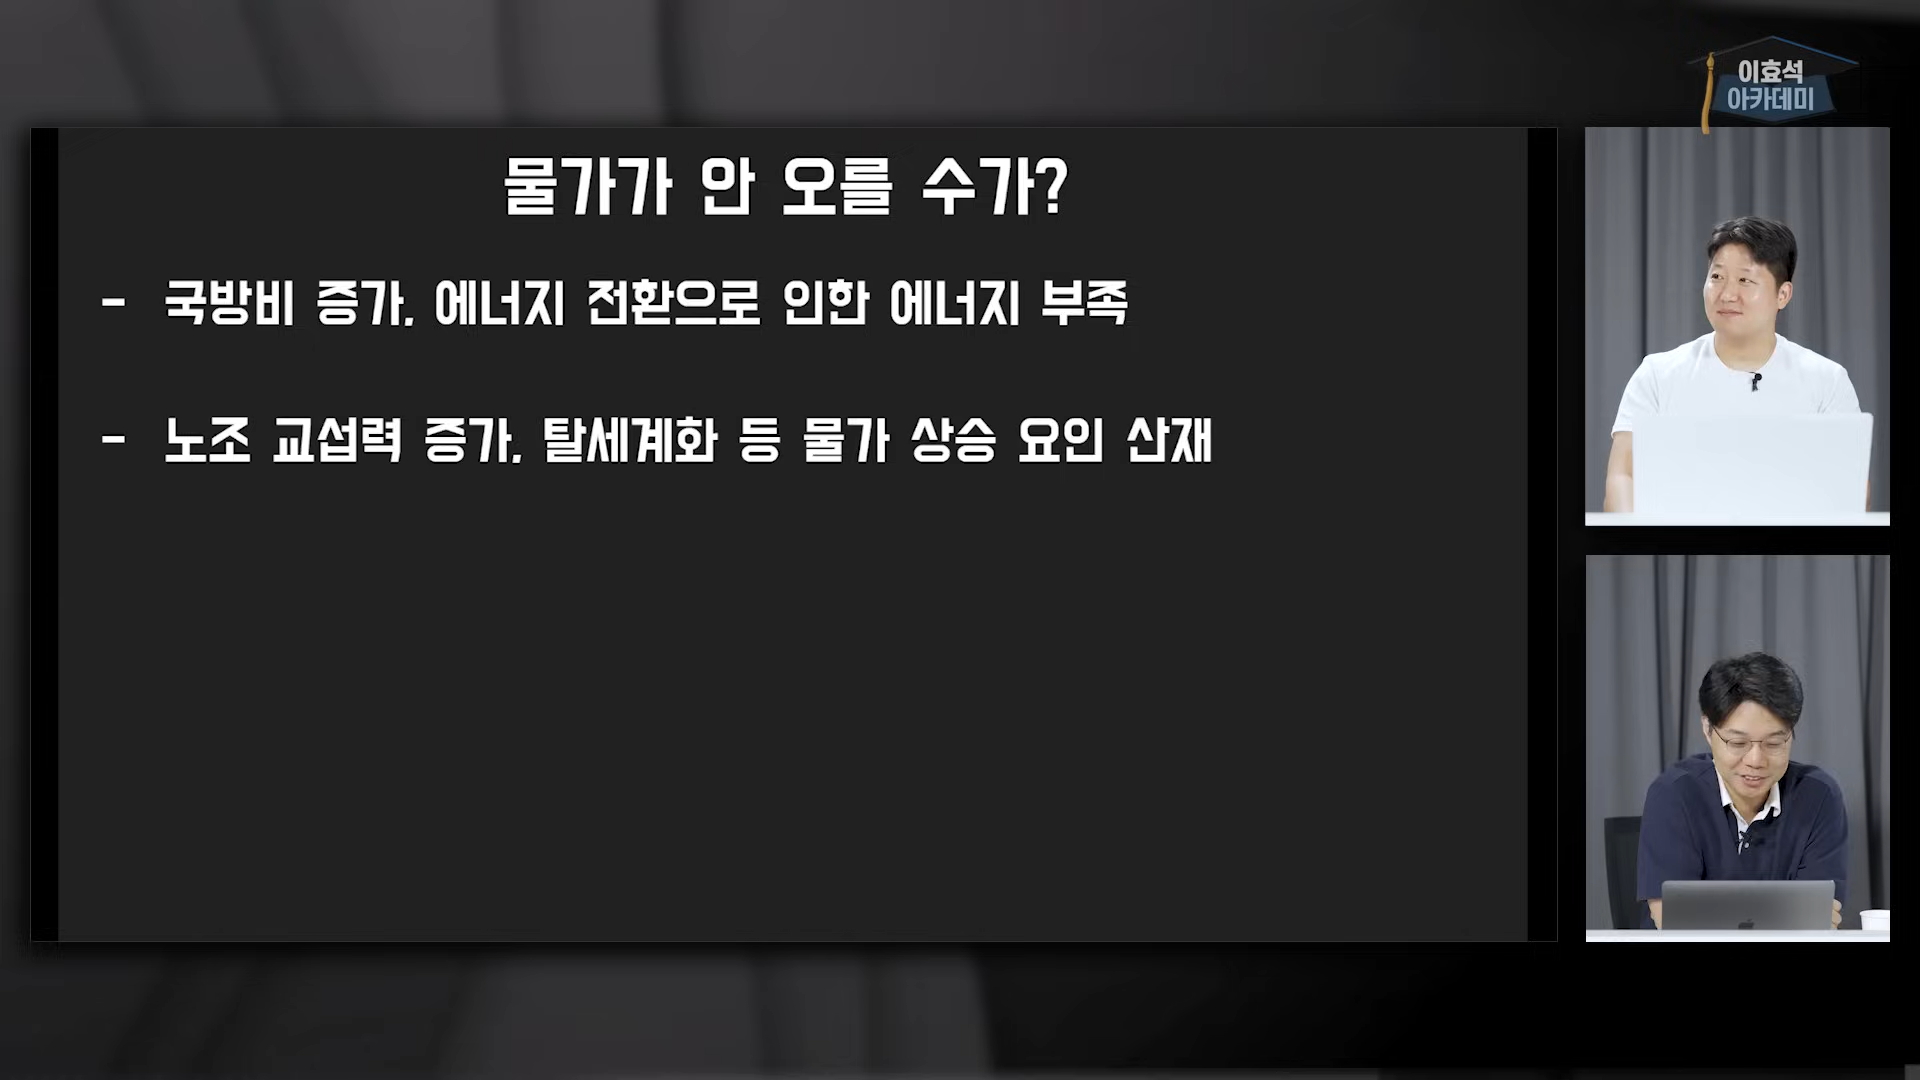 이효석
아카데미
물가가 안 오를 수가?
- 국방비 증가, 에너지 전환으로 인한 에너지 부족
- 노조 교섭력 증가, 탈세계화 등 물가 상승 요인 산재